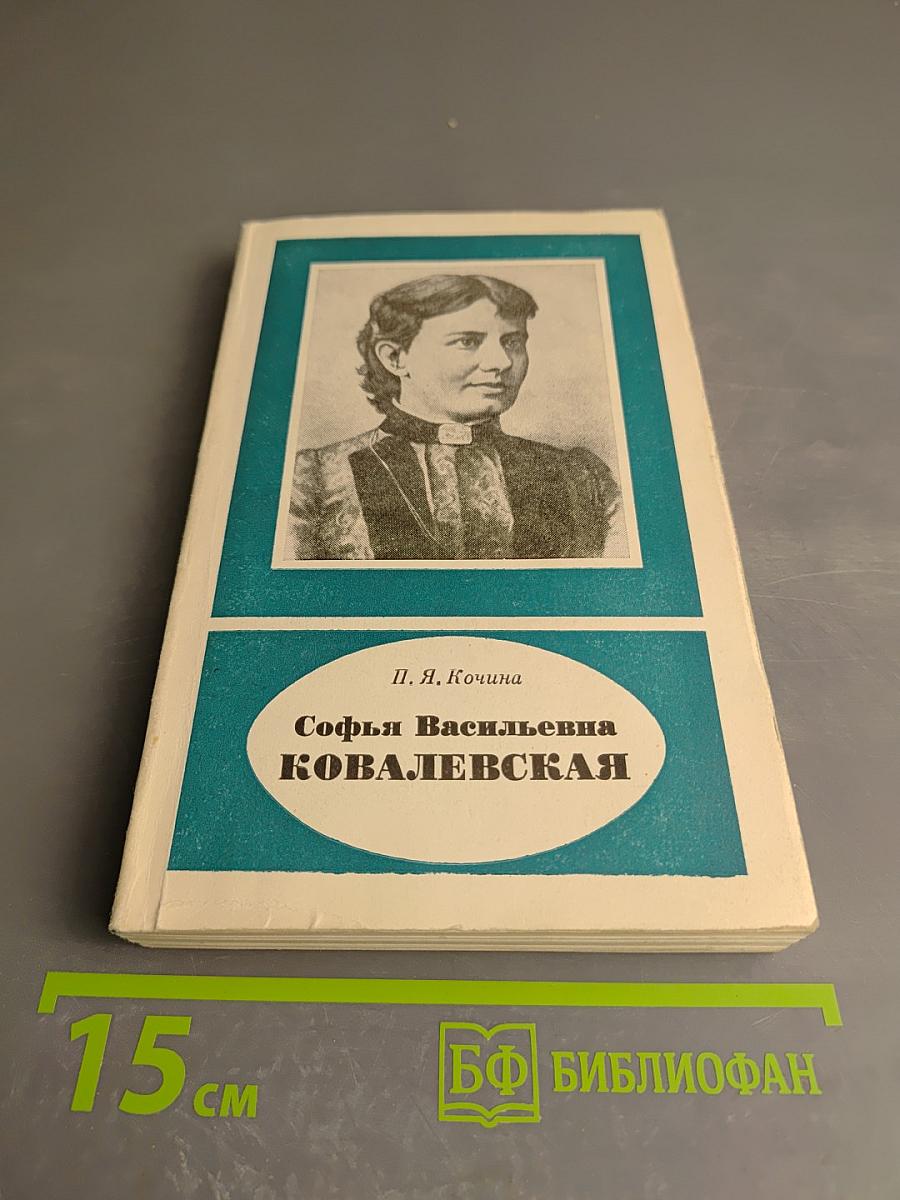 П. Я. Кочина
Софья Васильевна
КОВАЛЕВСКАЯ
15 см
БФ БИБЛИОФАН